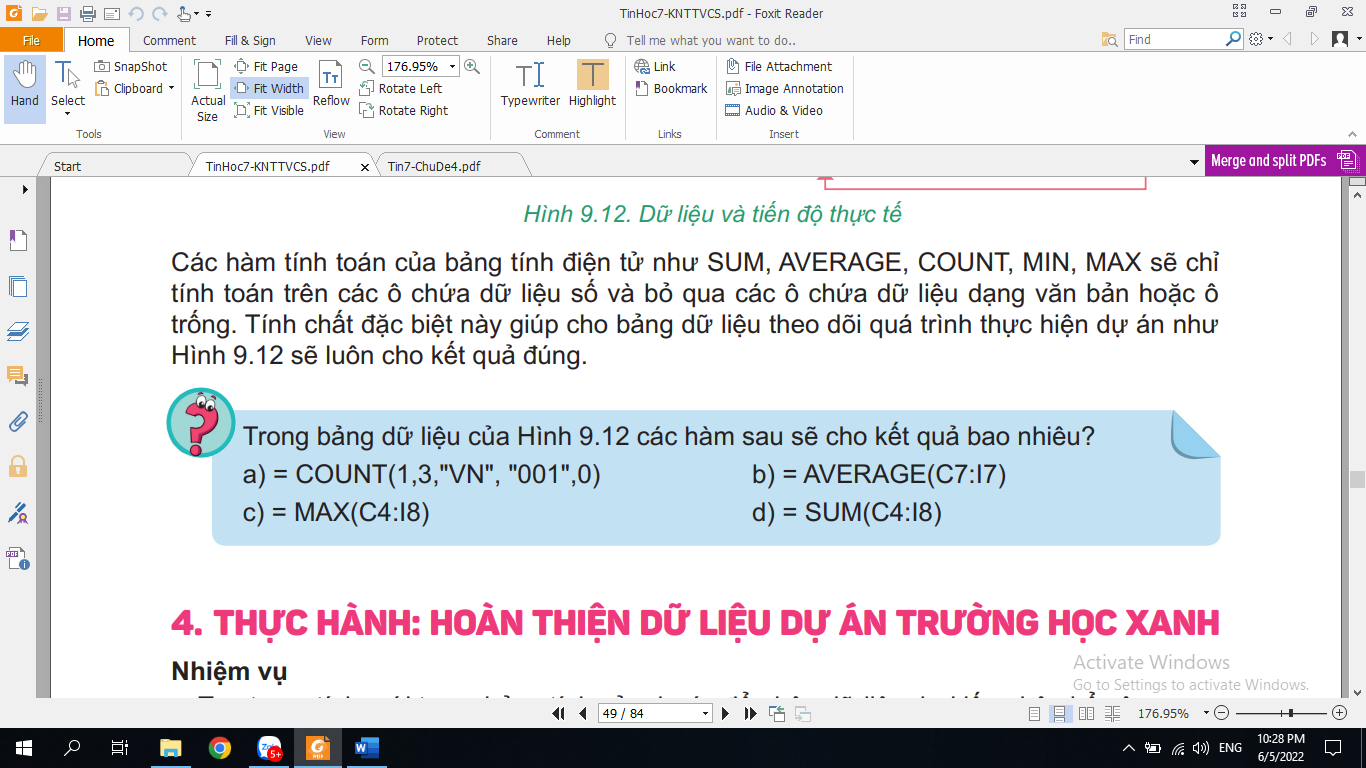 TinHoc7-KNTTVCS.pdf - Foxit Reader
File Home Comment Fill & Sign View Form Protect Share Help Tell me what you want to do.. Find
Hand
Select
SnapShot
Clipboard
Tools
Actual Size
Fit Page
Fit Width
Fit Visible
Reflow
176.95%
Rotate Left
Rotate Right
View
Typewriter
Highlight
Comment
Link
Bookmark
Links
File Attachment
Image Annotation
Audio & Video
Insert
Start TinHoc7-KNTTVCS.pdf Tin7-ChuDe4.pdf Merge and split PDFs
Hình 9.12. Dữ liệu và tiến độ thực tế
Các hàm tính toán của bảng tính điện tử như SUM, AVERAGE, COUNT, MIN, MAX sẽ chỉ
tính toán trên các ô chứa dữ liệu số và bỏ qua các ô chứa dữ liệu dạng văn bản hoặc ô
trống. Tính chất đặc biệt này giúp cho bảng dữ liệu theo dõi quá trình thực hiện dự án như
Hình 9.12 sẽ luôn cho kết quả đúng.
Trong bảng dữ liệu của Hình 9.12 các hàm sau sẽ cho kết quả bao nhiêu?
a) = COUNT(1,3,"VN", "001",0) b) = AVERAGE(C7:I7)
c) = MAX(C4:I8) d) = SUM(C4:I8)
4. THỰC HÀNH: HOÀN THIỆN DỮ LIỆU DỰ ÁN TRƯỜNG HỌC XANH
Nhiệm vụ
Activate Windows
Go to Settings to activate Windows.
49 / 84 176.95%
Zalo 5+
ENG
10:28 PM
6/5/2022